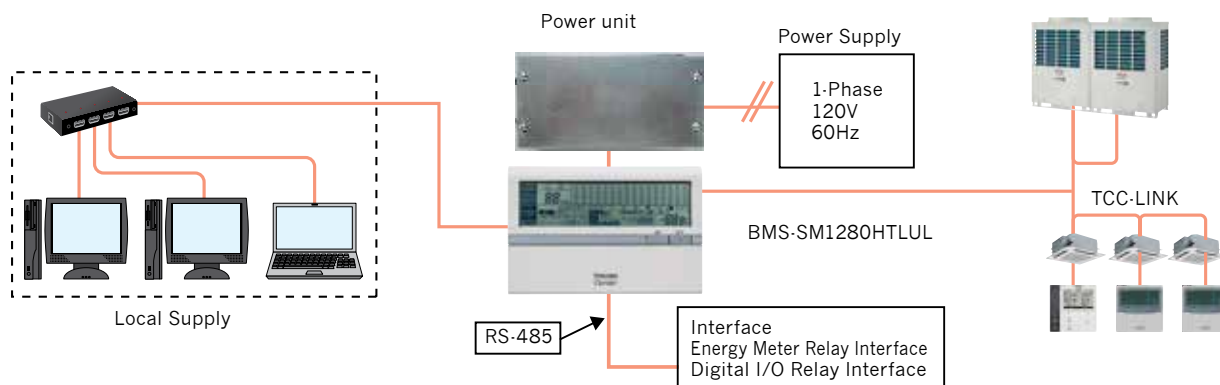 Power unit
Power Supply
1-Phase
120V
60Hz
TCC-LINK
BMS-SM1280HTLUL
Local Supply
RS-485
Interface
Energy Meter Relay Interface
Digital I/O Relay Interface